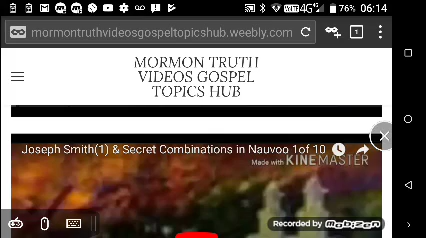 4G 76% 06:14
mormontruthvideosgospeltopicshub.weebly.com
1
MORMON TRUTH
VIDEOS GOSPEL
TOPICS HUB
Joseph Smith(1) & Secret Combinations in Nauvoo 1of 10
Made with KINEMASTER
Recorded by Mobizen